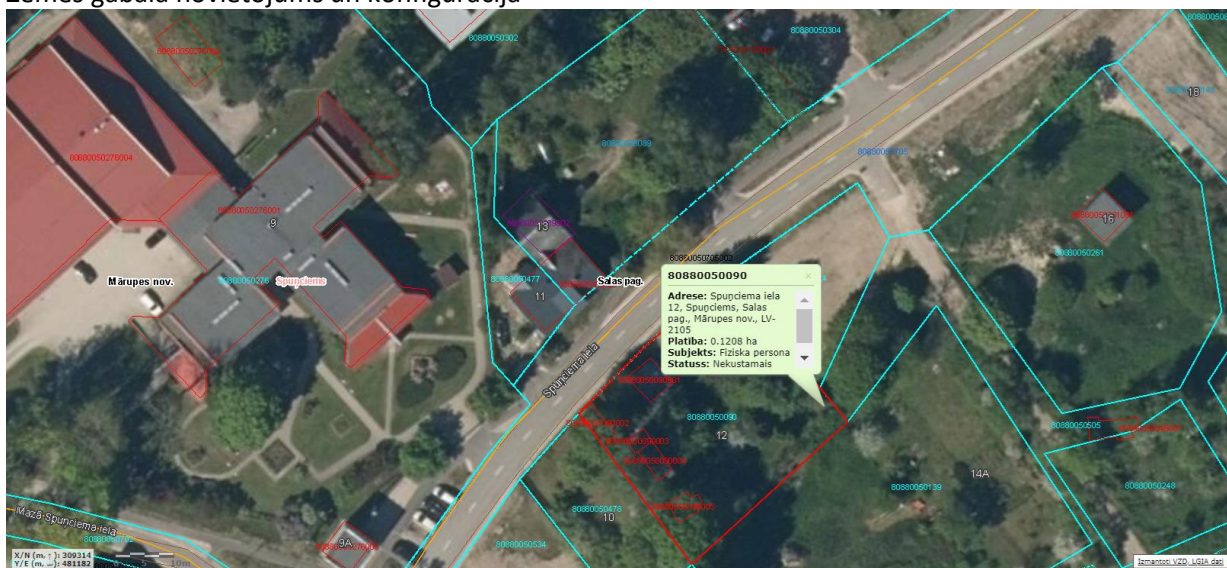 Zemes gabala novietojums un konfigurācija
80880050302
80880050304
18
80880050276004
80880050276001
9
13
80880050705
16
80880050261
Mārupes nov.
80880050276
Spuņciems
80880050477
11
Salas pag.
80880050705002
80880050090
Adrese: Spuņciema iela
12, Spuņciems, Salas
pag., Mārupes nov., LV-
2105
Platība: 0.1208 ha
Subjekts: Fiziska persona
Statuss: Nekustamais
Spuņciema iela
80880050090
12
80880050505
80880050139
14A
80880050248
80880050478
10
80880050534
Mazā Spuņciema iela
9A
X/N (m, ↑): 309314
Y/E (m, →): 481182
10m
Izmantoti VZD, LGIA dati